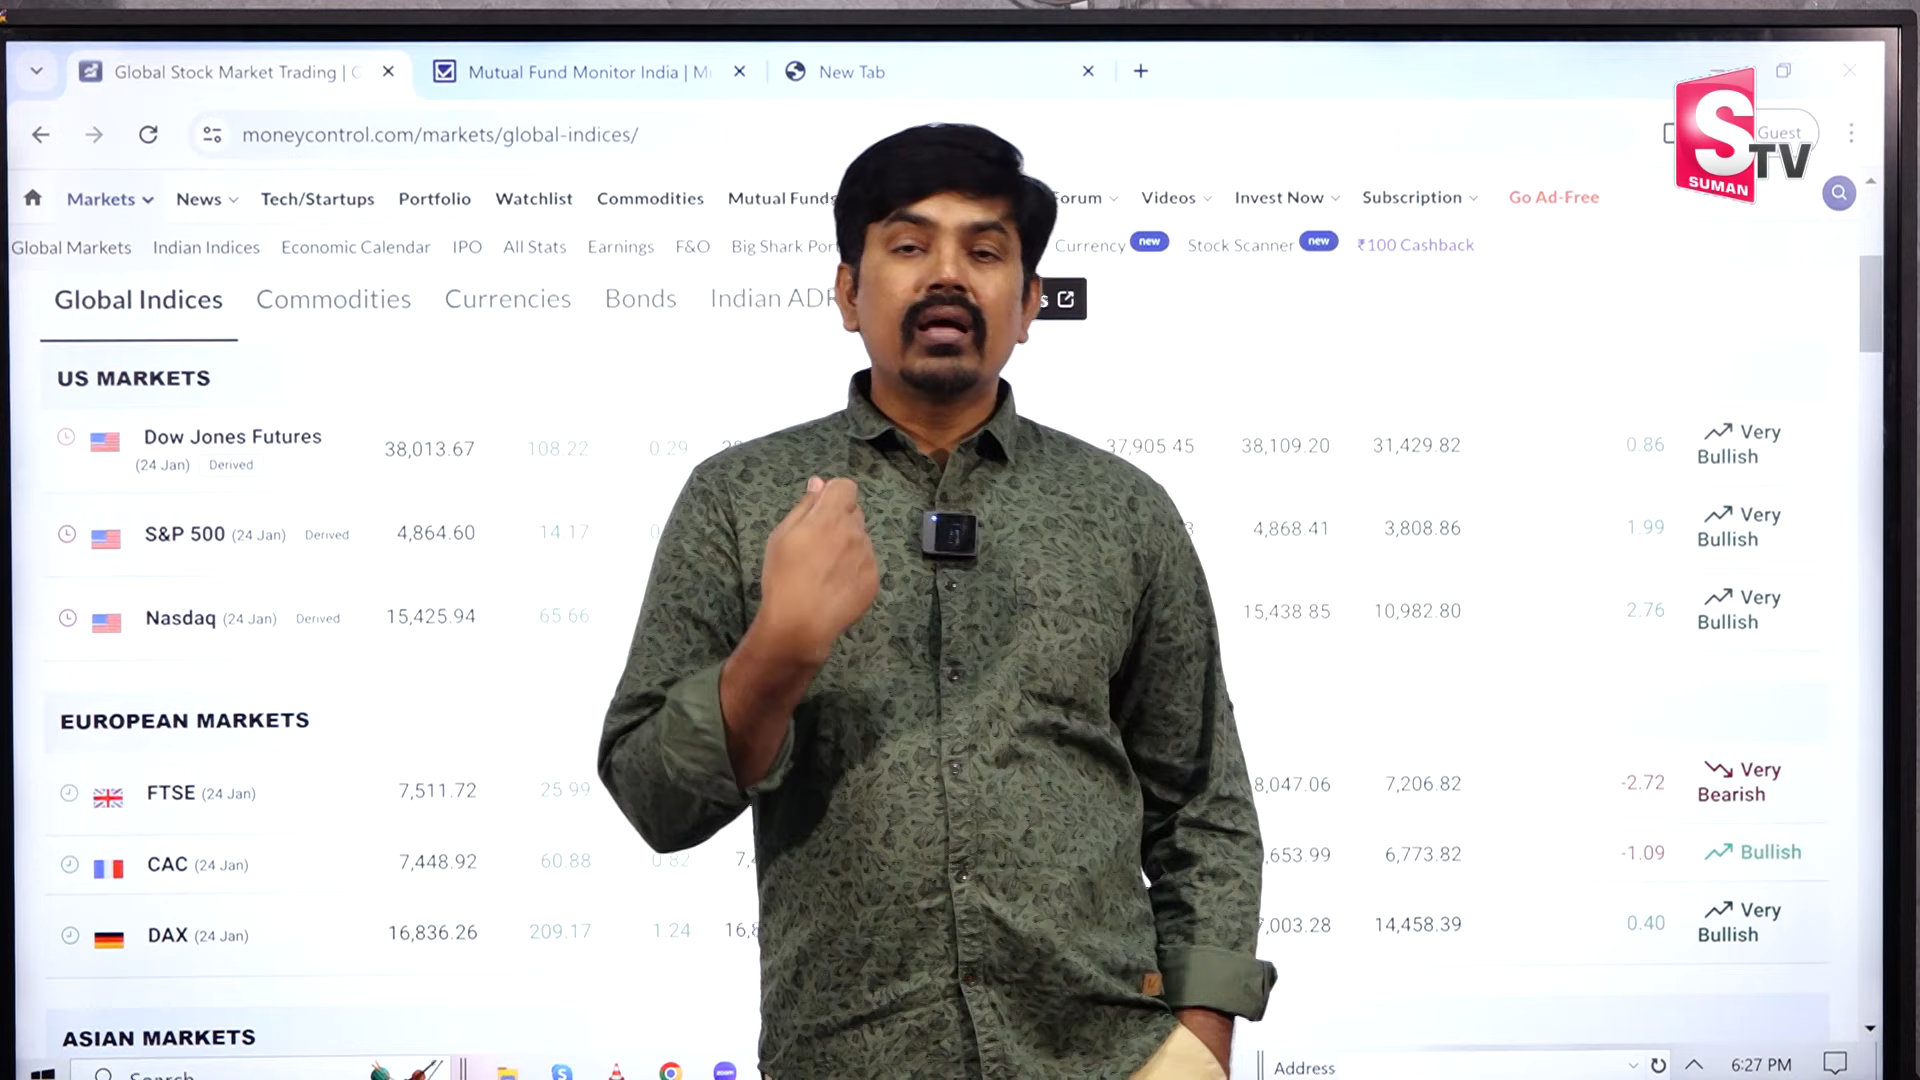 Global Stock Market Trading |
Mutual Fund Monitor India |
New Tab
moneycontrol.com/markets/global-indices/
Guest
S
TV
SUMAN
Markets News Tech/Startups Portfolio Watchlist Commodities Mutual Funds Forum Videos Invest Now Subscription Go Ad-Free
Global Markets Indian Indices Economic Calendar IPO All Stats Earnings F&O Big Shark Currency new Stock Scanner new ₹100 Cashback
Global Indices Commodities Currencies Bonds Indian
US MARKETS
Dow Jones Futures 38,013.67 108.22 0.29 37,905.45 38,109.20 31,429.82 0.86 Very
(24 Jan) Derived Bullish
S&P 500 (24 Jan) Derived 4,864.60 14.17 4,868.41 3,808.86 1.99 Very
Bullish
Nasdaq (24 Jan) Derived 15,425.94 65.66 15,438.85 10,982.80 2.76 Very
Bullish
EUROPEAN MARKETS
FTSE (24 Jan) 7,511.72 25.99 8,047.06 7,206.82 -2.72 Very
Bearish
CAC (24 Jan) 7,448.92 60.88 0.82 ,653.99 6,773.82 -1.09 Bullish
DAX (24 Jan) 16,836.26 209.17 1.24 7,003.28 14,458.39 0.40 Very
Bullish
ASIAN MARKETS
Search
Address
6:27 PM